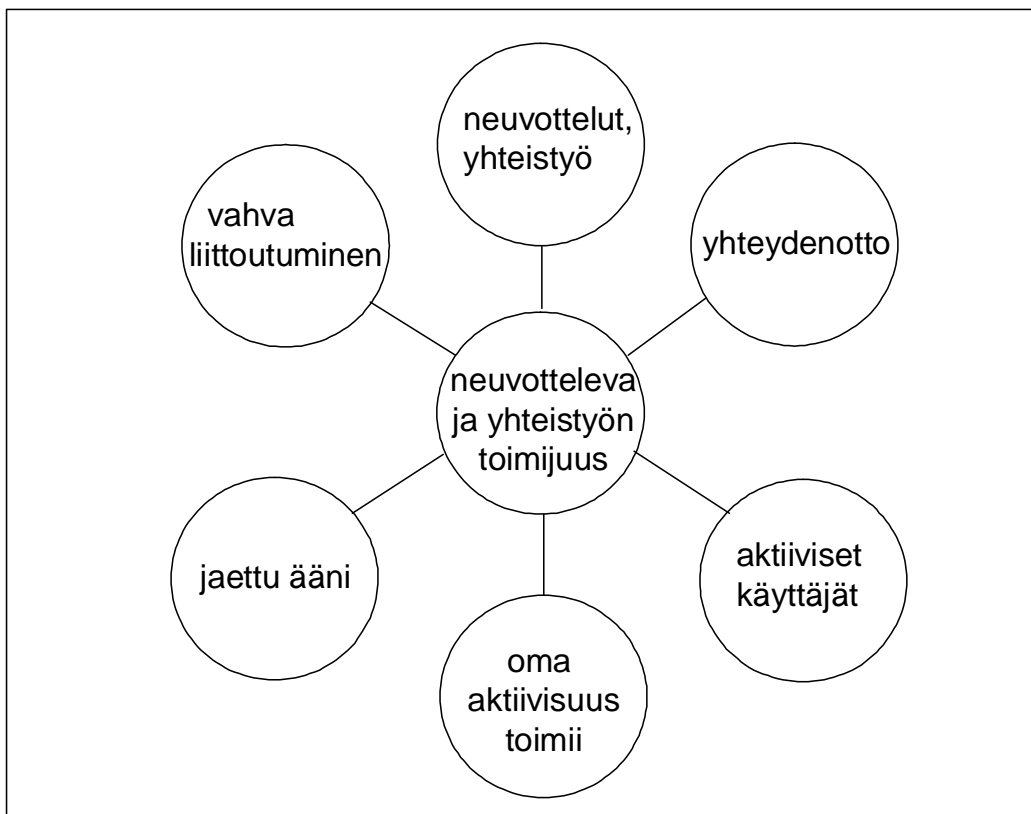 neuvottelut,
yhteistyö
vahva
liittoutuminen
yhteydenotto
neuvotteleva
ja yhteistyön
toimijuus
jaettu ääni
aktiiviset
käyttäjät
oma
aktiivisuus
toimii